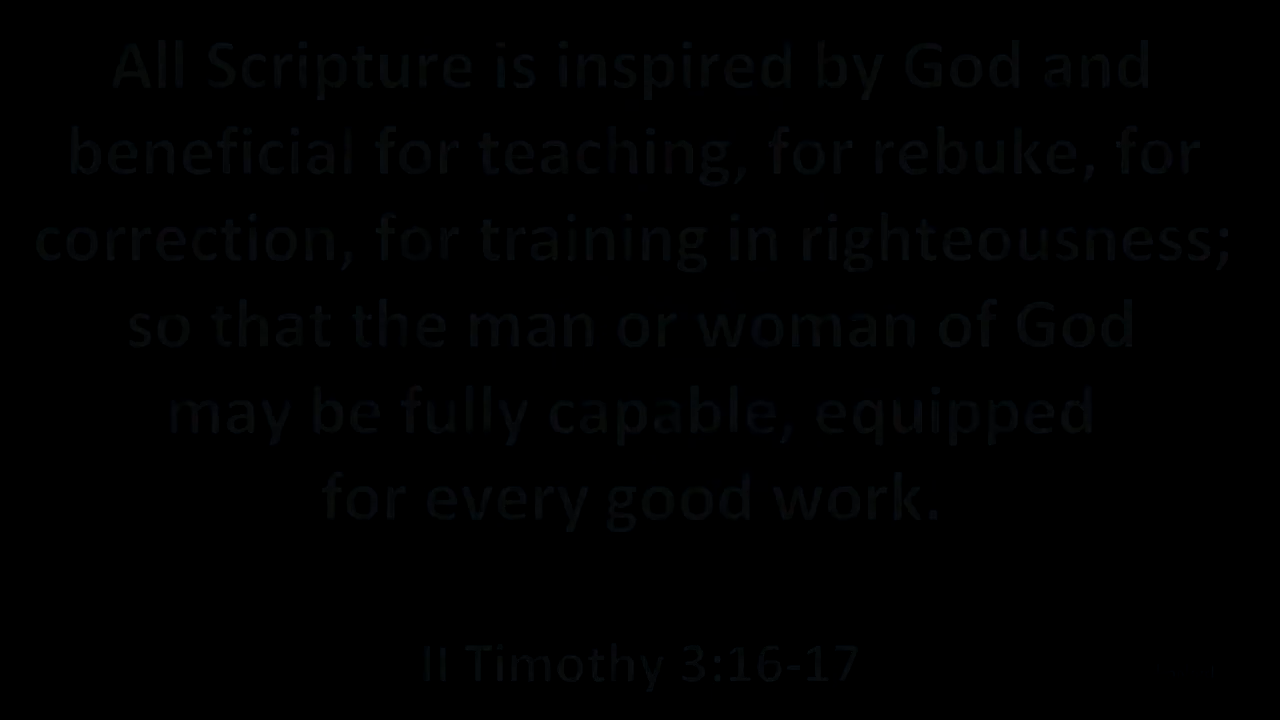 All Scripture is inspired by God and
beneficial for teaching, for rebuke, for
correction, for training in righteousness;
so that the man or woman of God
may be fully capable, equipped
for every good work.
II Timothy 3:16-17